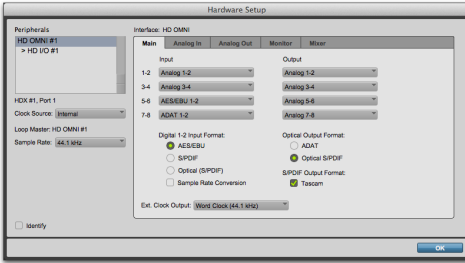 Hardware Setup
Peripherals
HD OMNI #1
> HD I/O #1
HDX #1, Port 1
Clock Source: Internal
Loop Master: HD OMNI #1
Sample Rate: 44.1 kHz
Identify
Interface: HD OMNI
Main Analog In Analog Out Monitor Mixer
Input Output
1-2 Analog 1-2 Analog 1-2
3-4 Analog 3-4 Analog 3-4
5-6 AES/EBU 1-2 Analog 5-6
7-8 ADAT 1-2 Analog 7-8
Digital 1-2 Input Format:
AES/EBU
S/PDIF
Optical (S/PDIF)
Sample Rate Conversion
Optical Output Format:
ADAT
Optical S/PDIF
S/PDIF Output Format:
Tascam
Ext. Clock Output: Word Clock (44.1 kHz)
OK